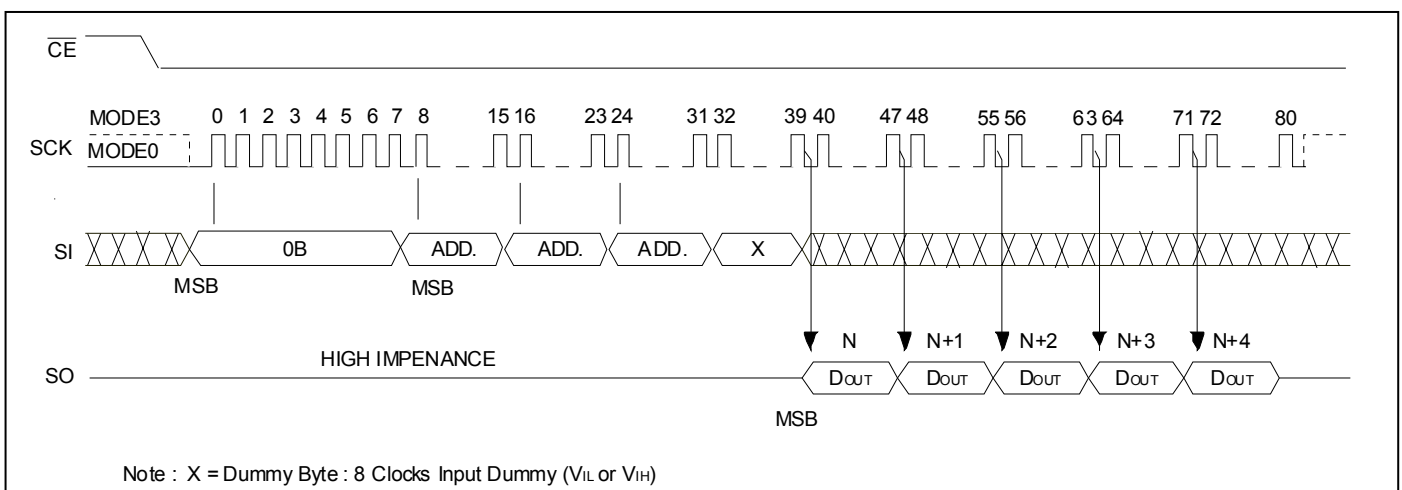 CE
MODE3 0 1 2 3 4 5 6 7 8 15 16 23 24 31 32 39 40 47 48 55 56 63 64 71 72 80
SCK MODE0
SI 0B ADD. ADD. ADD. X
MSB MSB
N N+1 N+2 N+3 N+4
HIGH IMPENANCE
SO DOUT DOUT DOUT DOUT DOUT
MSB
Note : X = Dummy Byte : 8 Clocks Input Dummy (VIL or VIH)